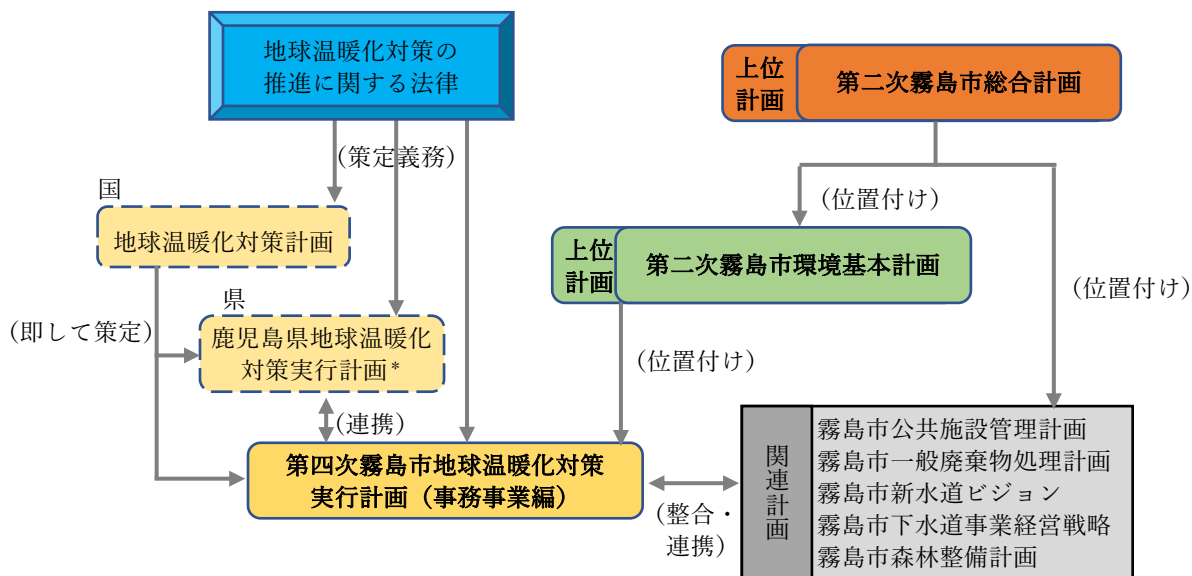 地球温暖化対策の
推進に関する法律
上位
計画
第二次霧島市総合計画
(策定義務)
国
地球温暖化対策計画
(位置付け)
上位
計画
第二次霧島市環境基本計画
(位置付け)
県
(即して策定)
鹿児島県地球温暖化
対策実行計画*
(位置付け)
(連携)
第四次霧島市地球温暖化対策
実行計画（事務事業編）
(整合・
連携)
関連計画
霧島市公共施設管理計画
霧島市一般廃棄物処理計画
霧島市新水道ビジョン
霧島市下水道事業経営戦略
霧島市森林整備計画